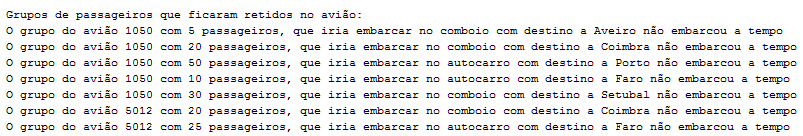 Grupos de passageiros que ficaram retidos no avião:
O grupo do avião 1050 com 5 passageiros, que iria embarcar no comboio com destino a Aveiro não embarcou a tempo
O grupo do avião 1050 com 20 passageiros, que iria embarcar no comboio com destino a Coimbra não embarcou a tempo
O grupo do avião 1050 com 50 passageiros, que iria embarcar no autocarro com destino a Porto não embarcou a tempo
O grupo do avião 1050 com 10 passageiros, que iria embarcar no autocarro com destino a Faro não embarcou a tempo
O grupo do avião 1050 com 30 passageiros, que iria embarcar no comboio com destino a Setubal não embarcou a tempo
O grupo do avião 5012 com 20 passageiros, que iria embarcar no comboio com destino a Coimbra não embarcou a tempo
O grupo do avião 5012 com 25 passageiros, que iria embarcar no autocarro com destino a Faro não embarcou a tempo